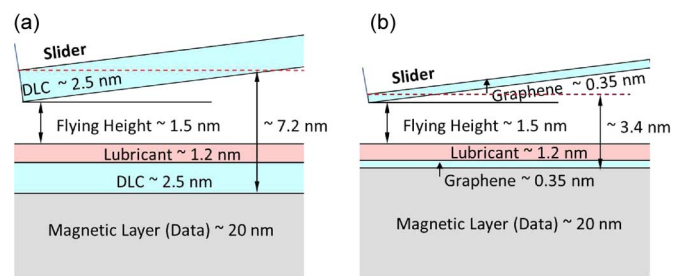 (a)
Slider
DLC ~ 2.5 nm
Flying Height ~ 1.5 nm
~ 7.2 nm
Lubricant ~ 1.2 nm
DLC ~ 2.5 nm
Magnetic Layer (Data) ~ 20 nm
(b)
Slider
Graphene ~ 0.35 nm
Flying Height ~ 1.5 nm
~ 3.4 nm
Lubricant ~ 1.2 nm
Graphene ~ 0.35 nm
Magnetic Layer (Data) ~ 20 nm